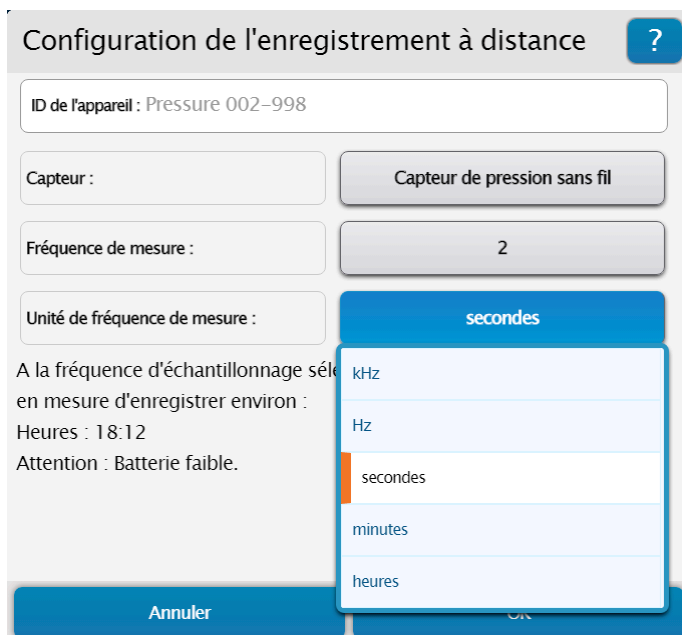 Configuration de l'enregistrement à distance
?
ID de l'appareil : Pressure 002-998
Capteur :
Capteur de pression sans fil
Fréquence de mesure :
2
Unité de fréquence de mesure :
secondes
A la fréquence d'échantillonnage
en mesure d'enregistrer environ :
Heures : 18:12
Attention : Batterie faible.
kHz
Hz
secondes
minutes
heures
Annuler